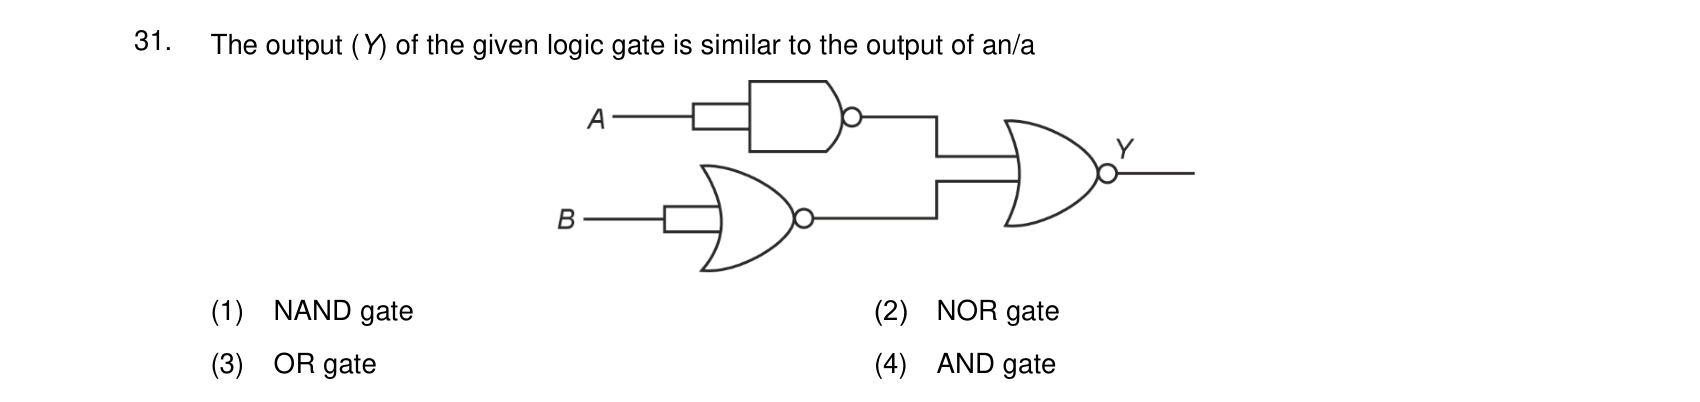 31. The output (Y) of the given logic gate is similar to the output of an/a
A
Y
B
(1) NAND gate (2) NOR gate
(3) OR gate (4) AND gate